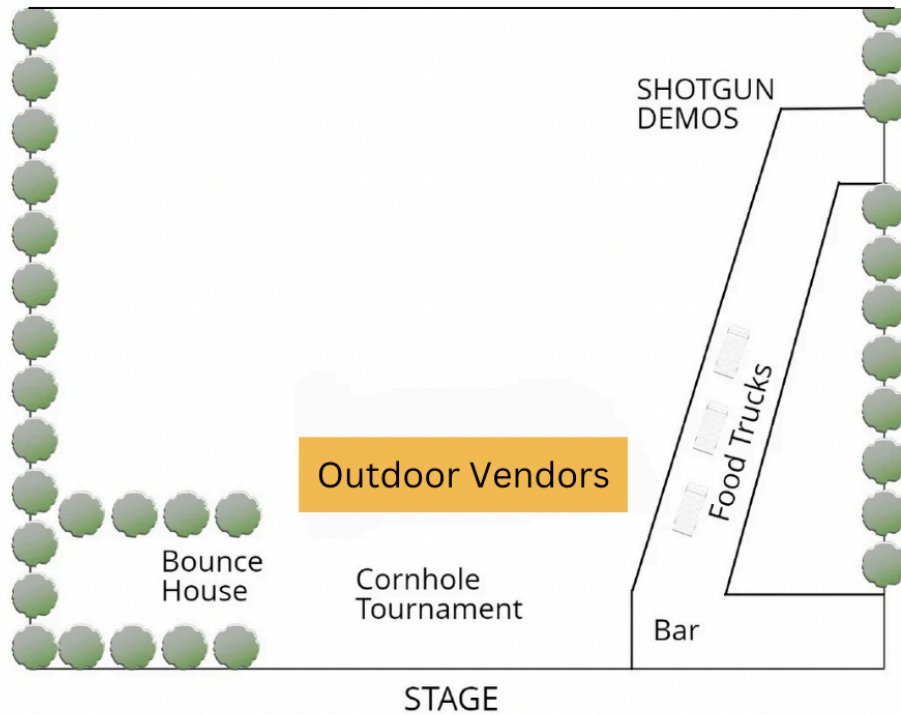 SHOTGUN
DEMOS
Food Trucks
Outdoor Vendors
Bounce
House
Cornhole
Tournament
Bar
STAGE